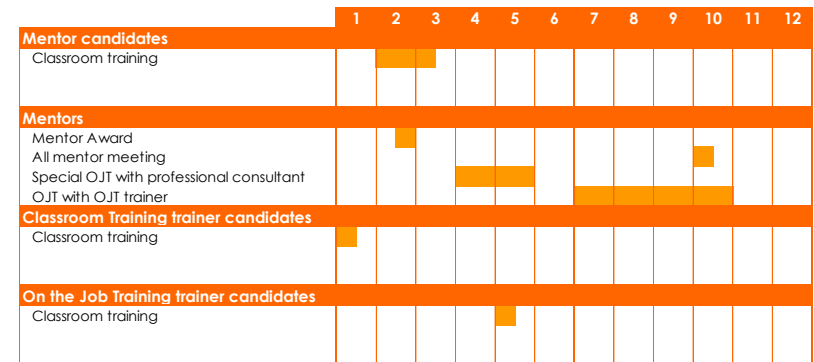 1 2 3 4 5 6 7 8 9 10 11 12
Mentor candidates
Classroom training
Mentors
Mentor Award
All mentor meeting
Special OJT with professional consultant
OJT with OJT trainer
Classroom Training trainer candidates
Classroom training
On the Job Training trainer candidates
Classroom training